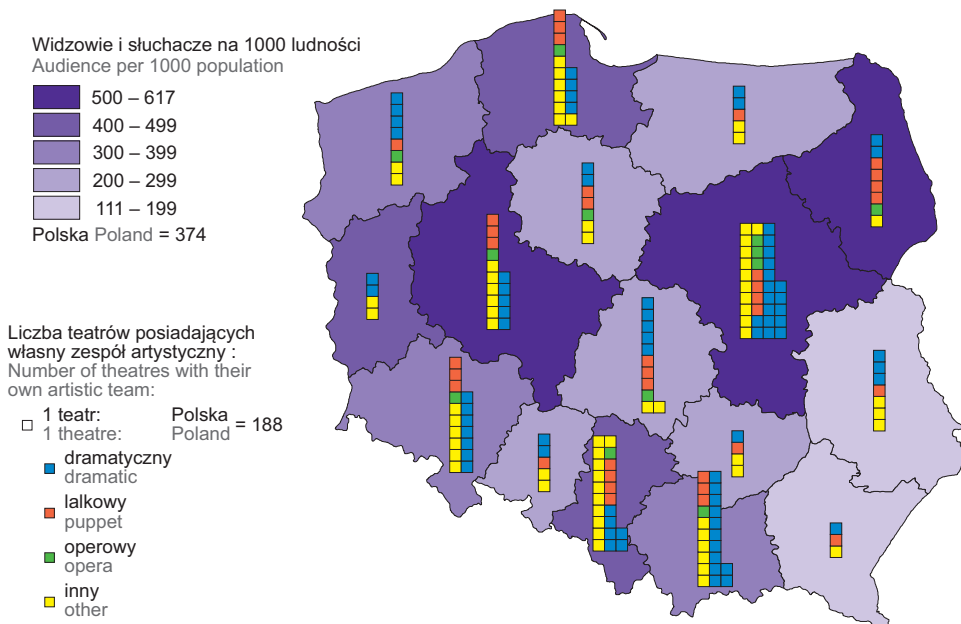 Widzowie i słuchacze na 1000 ludności
Audience per 1000 population
500 – 617
400 – 499
300 – 399
200 – 299
111 – 199
Polska Poland = 374
Liczba teatrów posiadających
własny zespół artystyczny :
Number of theatres with their
own artistic team:
1 teatr: Polska
1 theatre: Poland = 188
dramatyczny
dramatic
lalkowy
puppet
operowy
opera
inny
other